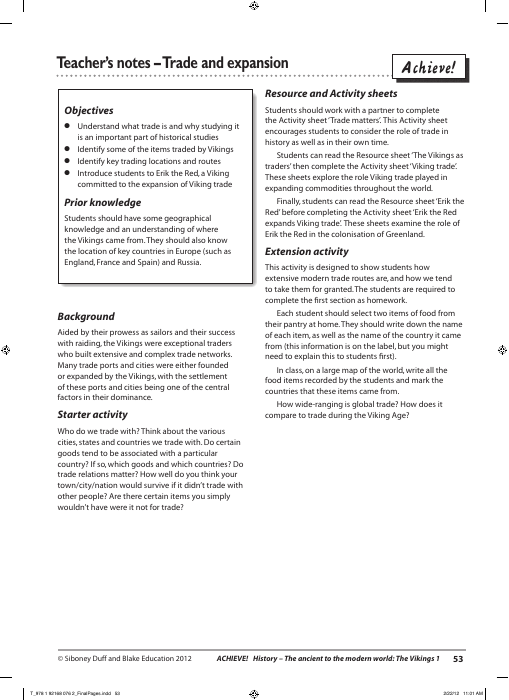 Teacher's notes – Trade and expansion
Achieve!
Objectives
● Understand what trade is and why studying it
is an important part of historical studies
● Identify some of the items traded by Vikings
● Identify key trading locations and routes
● Introduce students to Erik the Red, a Viking
committed to the expansion of Viking trade
Prior knowledge
Students should have some geographical
knowledge and an understanding of where
the Vikings came from. They should also know
the location of key countries in Europe (such as
England, France and Spain) and Russia.
Background
Aided by their prowess as sailors and their success
with raiding, the Vikings were exceptional traders
who built extensive and complex trade networks.
Many trade ports and cities were either founded
or expanded by the Vikings, with the settlement
of these ports and cities being one of the central
factors in their dominance.
Starter activity
Who do we trade with? Think about the various
cities, states and countries we trade with. Do certain
goods tend to be associated with a particular
country? If so, which goods and which countries? Do
trade relations matter? How well do you think your
town/city/nation would survive if it didn't trade with
other people? Are there certain items you simply
wouldn't have were it not for trade?
Resource and Activity sheets
Students should work with a partner to complete
the Activity sheet 'Trade matters'. This Activity sheet
encourages students to consider the role of trade in
history as well as in their own time.
Students can read the Resource sheet 'The Vikings as
traders' then complete the Activity sheet 'Viking trade'.
These sheets explore the role Viking trade played in
expanding commodities throughout the world.
Finally, students can read the Resource sheet 'Erik the
Red' before completing the Activity sheet 'Erik the Red
expands Viking trade'. These sheets examine the role of
Erik the Red in the colonisation of Greenland.
Extension activity
This activity is designed to show students how
extensive modern trade routes are, and how we tend
to take them for granted. The students are required to
complete the first section as homework.
Each student should select two items of food from
their pantry at home. They should write down the name
of each item, as well as the name of the country it came
from (this information is on the label, but you might
need to explain this to students first).
In class, on a large map of the world, write all the
food items recorded by the students and mark the
countries that these items came from.
How wide-ranging is global trade? How does it
compare to trade during the Viking Age?
© Siboney Duff and Blake Education 2012
ACHIEVE! History – The ancient to the modern world: The Vikings 1 53
T_978 1 92168 076 2_FinalPages.indd 53
2/22/12 11:31 AM